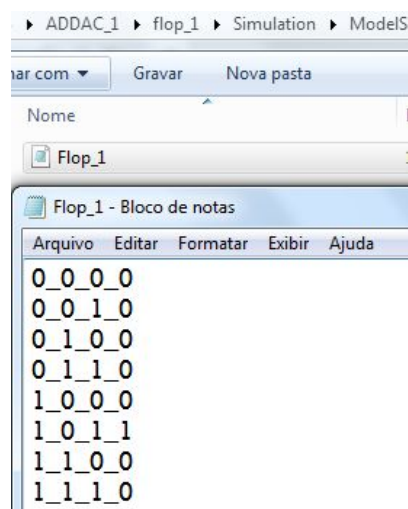 ADDAC_1 ▸ flop_1 ▸ Simulation ▸ ModelS
ar com Gravar Nova pasta
Nome
Flop_1
Flop_1 - Bloco de notas
Arquivo Editar Formatar Exibir Ajuda
0_0_0_0
0_0_1_0
0_1_0_0
0_1_1_0
1_0_0_0
1_0_1_1
1_1_0_0
1_1_1_0